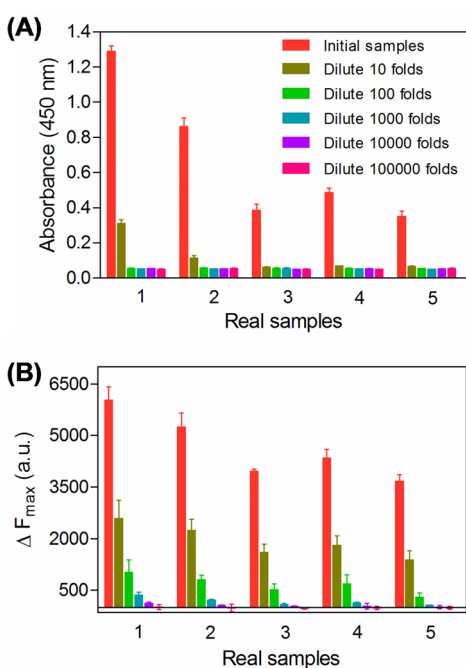 (A)
Absorbance (450 nm)
1.4
1.2
1.0
0.8
0.6
0.4
0.2
0.0
Initial samples
Dilute 10 folds
Dilute 100 folds
Dilute 1000 folds
Dilute 10000 folds
Dilute 100000 folds
1 2 3 4 5
Real samples
(B)
Δ Fmax (a.u.)
6500
5000
3500
2000
500
1 2 3 4 5
Real samples